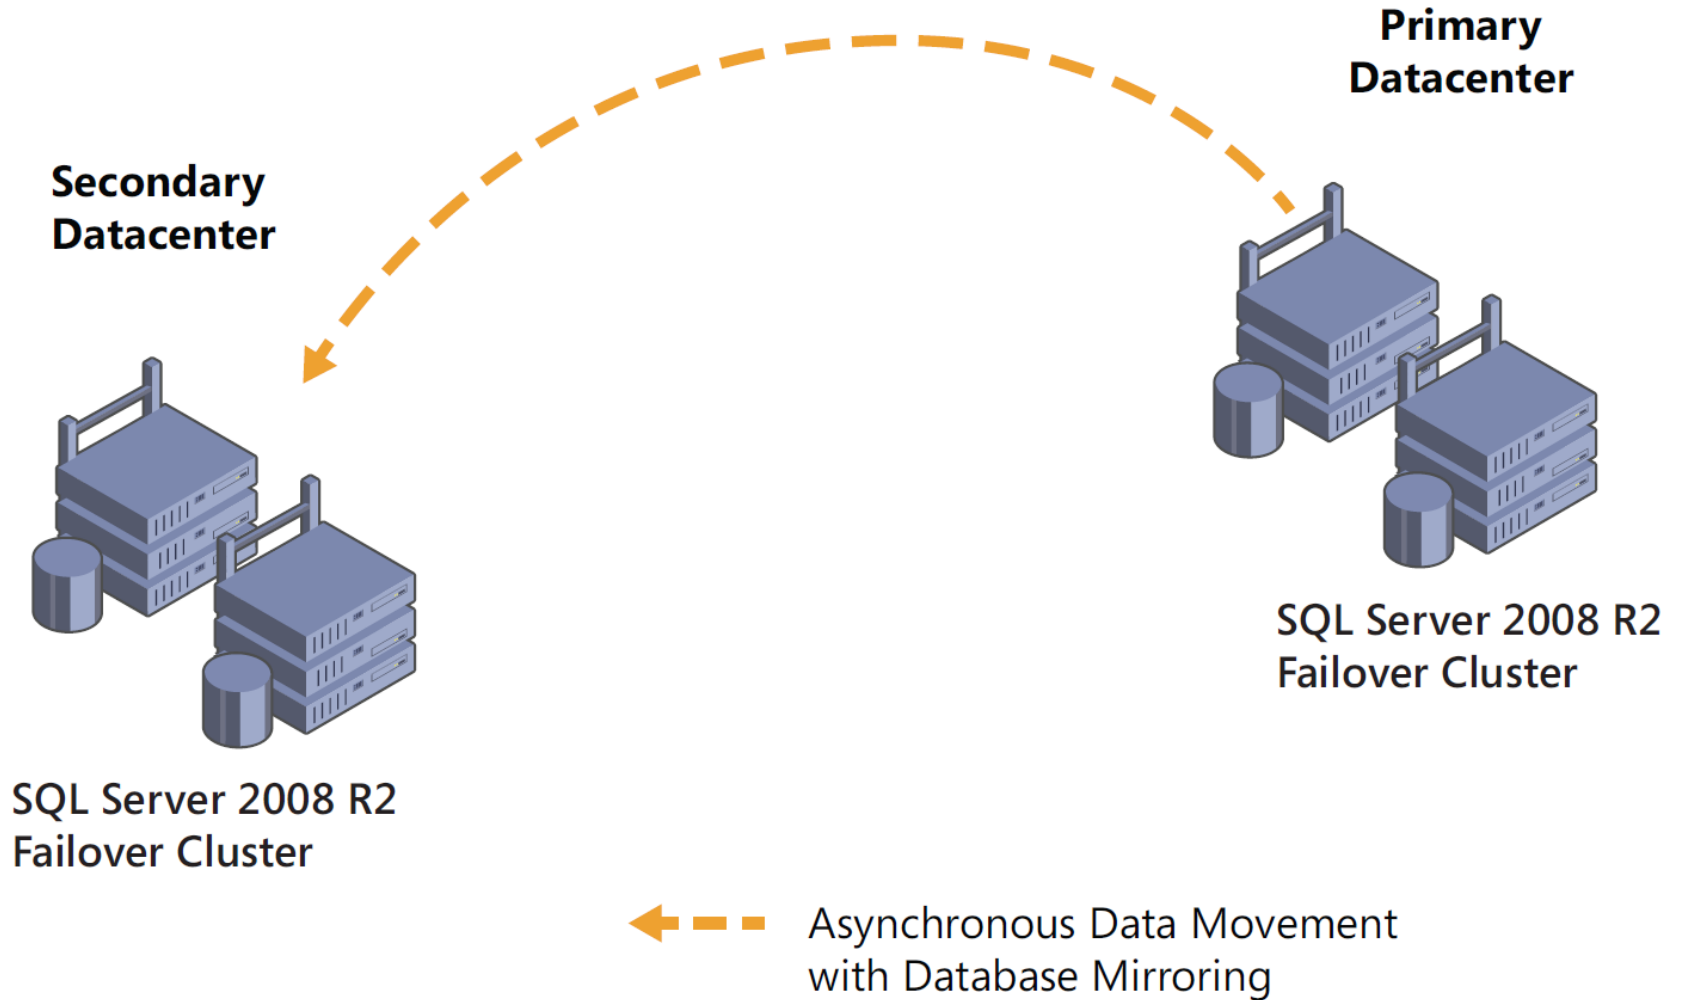 Primary
Datacenter
Secondary
Datacenter
SQL Server 2008 R2
Failover Cluster
SQL Server 2008 R2
Failover Cluster
Asynchronous Data Movement
with Database Mirroring